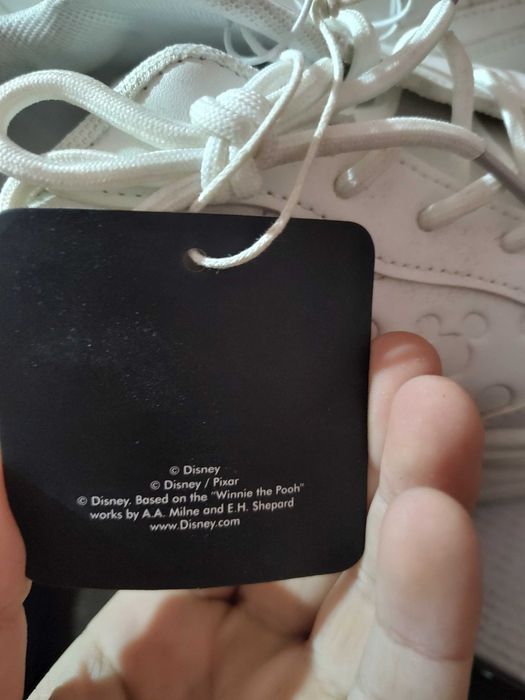 © Disney
© Disney / Pixar
© Disney. Based on the "Winnie the Pooh"
works by A.A. Milne and E.H. Shepard
www.Disney.com